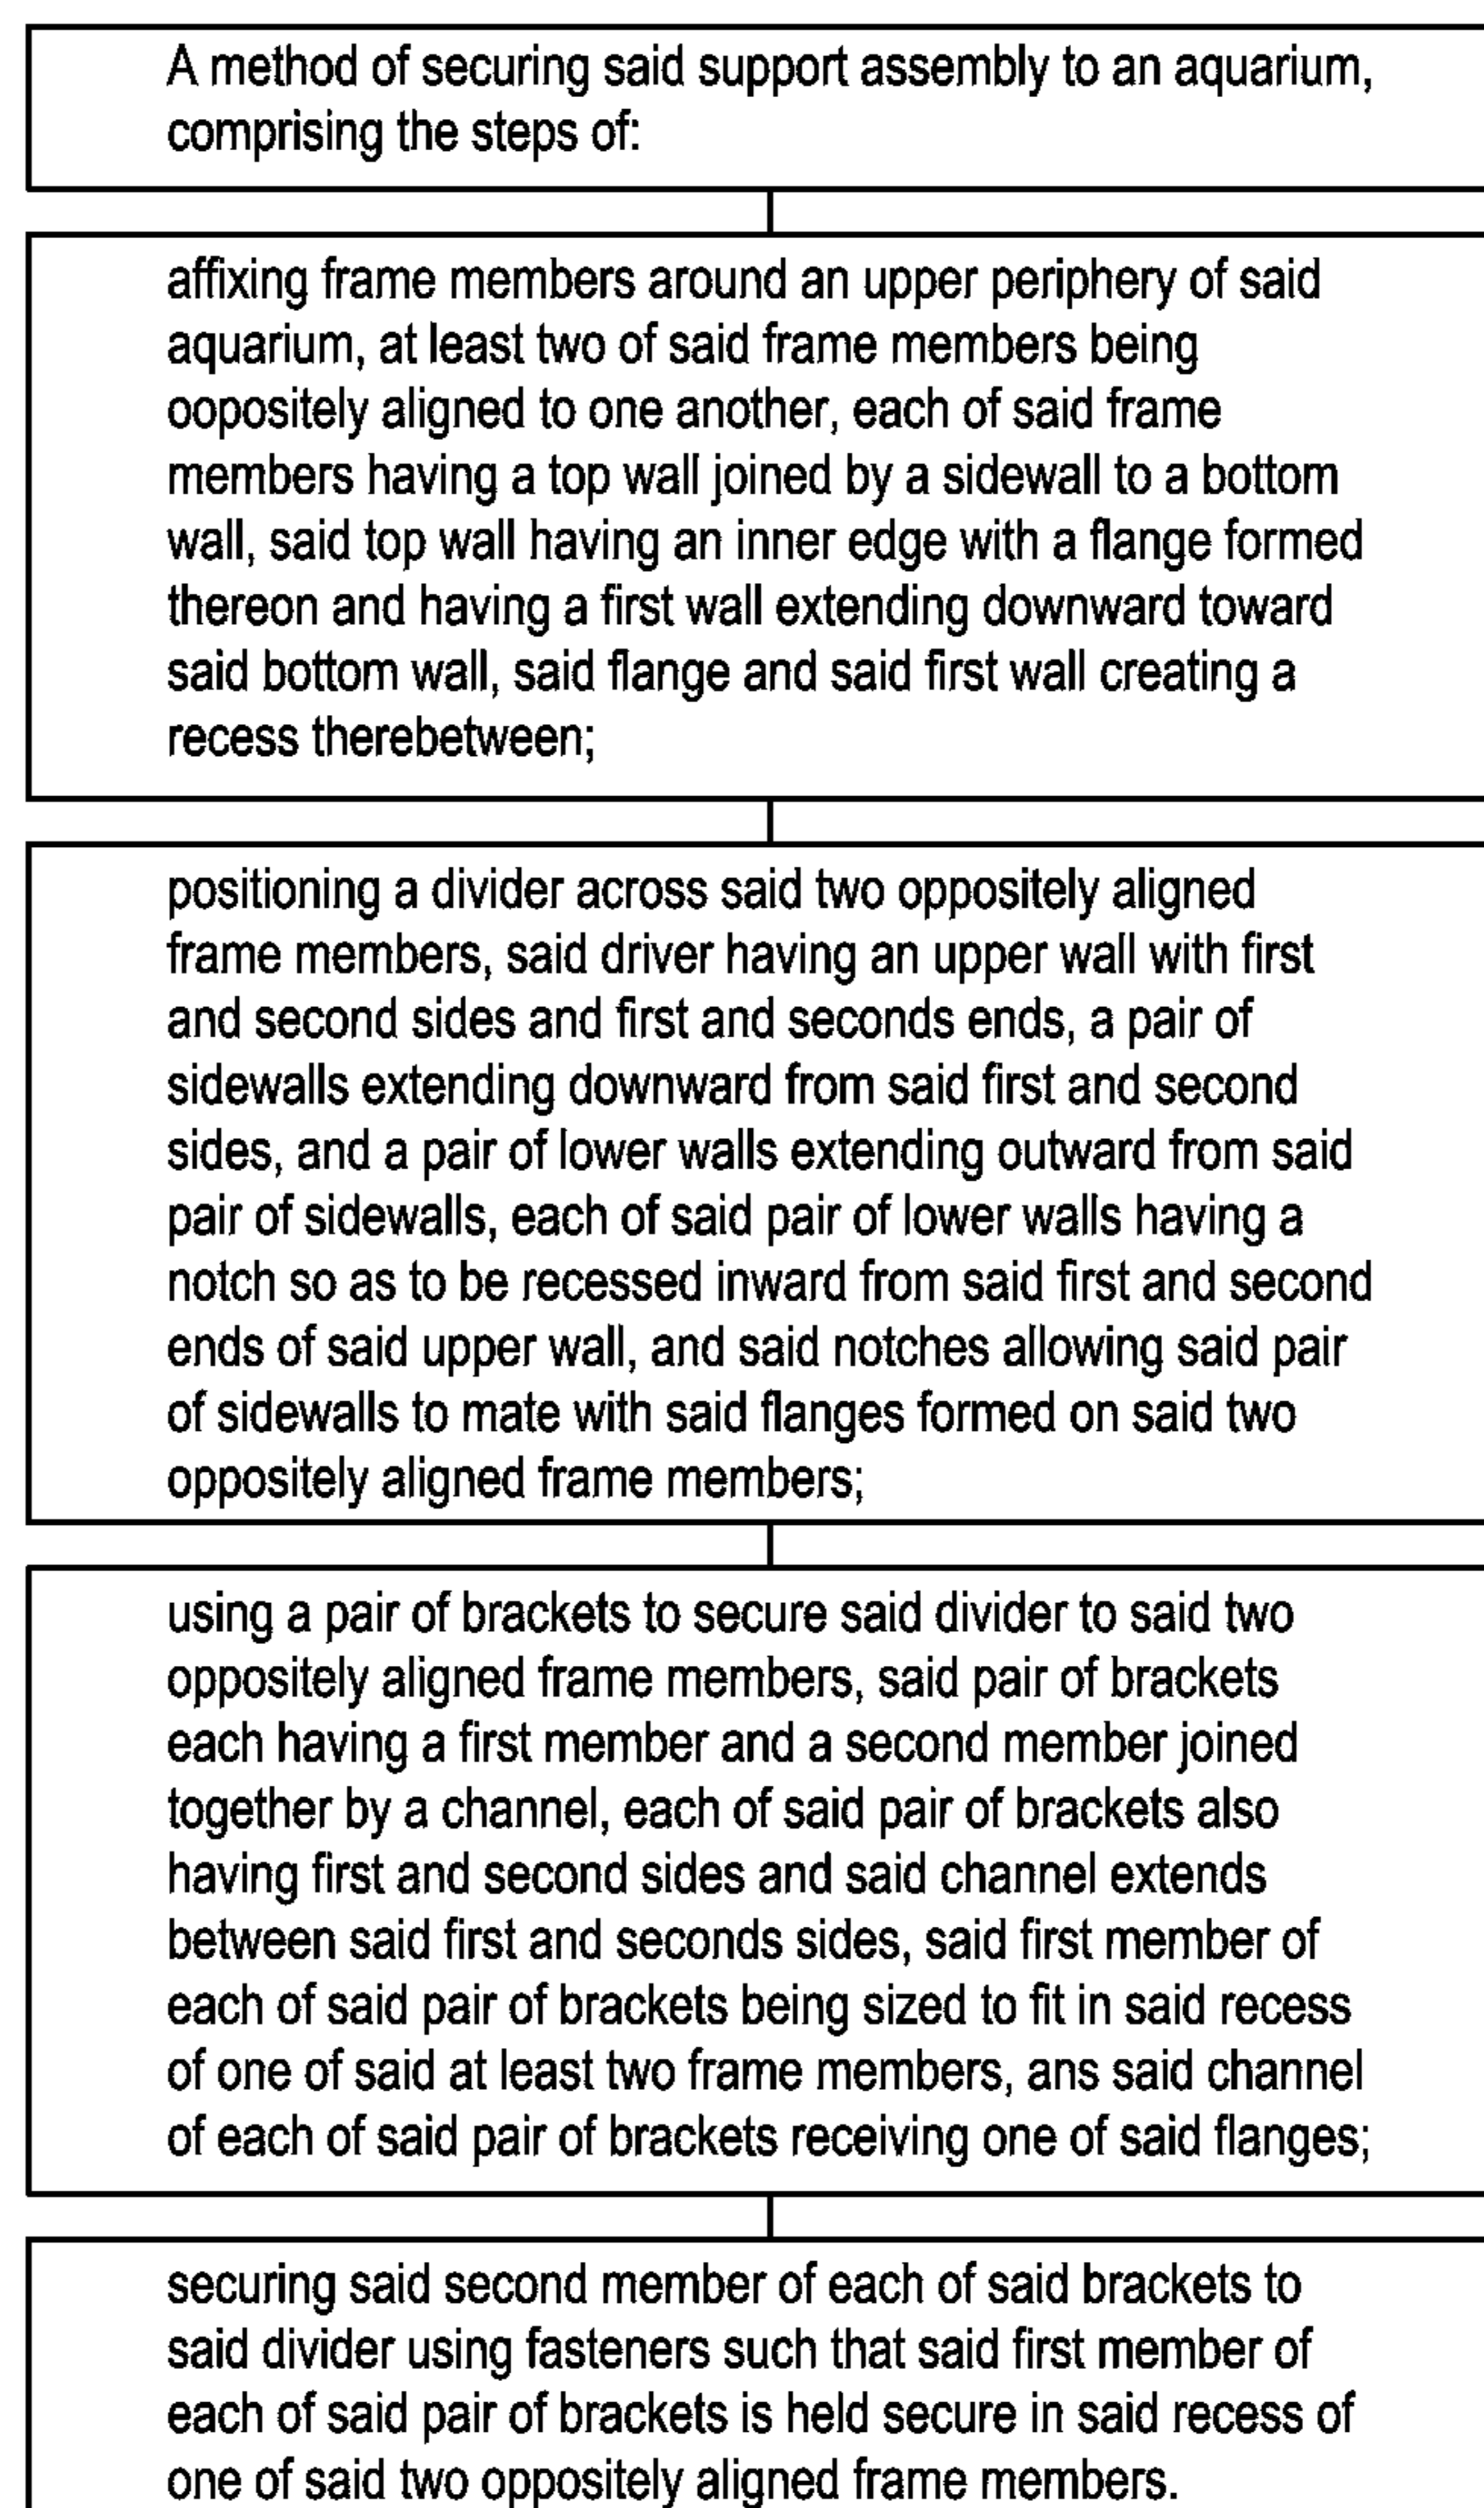 A method of securing said support assembly to an aquarium,
comprising the steps of:
affixing frame members around an upper periphery of said
aquarium, at least two of said frame members being
oopositely aligned to one another, each of said frame
members having a top wall joined by a sidewall to a bottom
wall, said top wall having an inner edge with a flange formed
thereon and having a first wall extending downward toward
said bottom wall, said flange and said first wall creating a
recess therebetween;
positioning a divider across said two oppositely aligned
frame members, said driver having an upper wall with first
and second sides and first and seconds ends, a pair of
sidewalls extending downward from said first and second
sides, and a pair of lower walls extending outward from said
pair of sidewalls, each of said pair of lower walls having a
notch so as to be recessed inward from said first and second
ends of said upper wall, and said notches allowing said pair
of sidewalls to mate with said flanges formed on said two
oppositely aligned frame members;
using a pair of brackets to secure said divider to said two
oppositely aligned frame members, said pair of brackets
each having a first member and a second member joined
together by a channel, each of said pair of brackets also
having first and second sides and said channel extends
between said first and seconds sides, said first member of
each of said pair of brackets being sized to fit in said recess
of one of said at least two frame members, ans said channel
of each of said pair of brackets receiving one of said flanges;
securing said second member of each of said brackets to
said divider using fasteners such that said first member of
each of said pair of brackets is held secure in said recess of
one of said two oppositely aligned frame members.